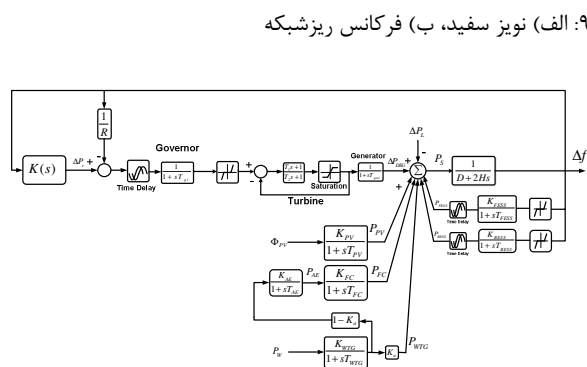 ۹: الف) نویز سفید، ب) فرکانس ریزشبکه
1
R
K(s)
ΔP_c + -
Time Delay
Governor
1
1+sT_g
+
-
T_1s+1
T_2s+1
Saturation
Turbine
Generator
1
1+sT_gen
ΔP_DEG +
ΔP_L
-
Σ
+
P_S
1
D+2Hs
Δf
P_FESS
Time Delay
K_FESS
1+sT_FESS
P_BESS
Time Delay
K_BESS
1+sT_BESS
Φ_PV
K_PV
1+sT_PV
P_PV
K_AE
1+sT_AE
P_AE
K_FC
1+sT_FC
P_FC
1-K_n
P_W
K_WTG
1+sT_WTG
K_n
P_WTG